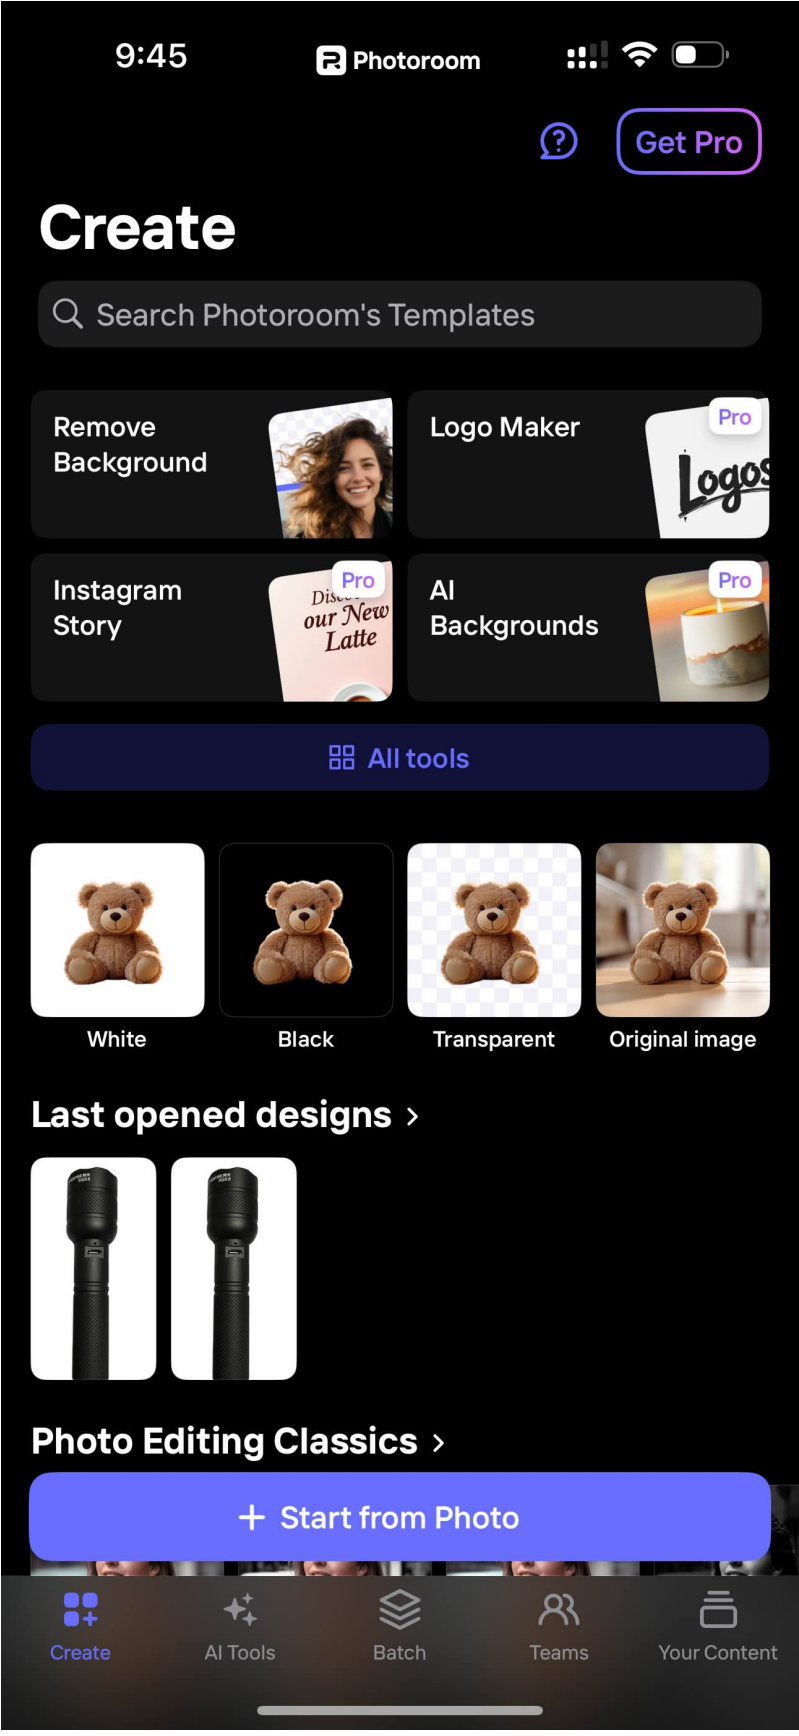 9:45
Photoroom
Get Pro
Create
Search Photoroom's Templates
Remove
Background
Logo Maker
Pro
Logos
Instagram
Story
Pro
our New
Latte
AI
Backgrounds
Pro
All tools
White
Black
Transparent
Original image
Last opened designs
Photo Editing Classics
Start from Photo
Create
AI Tools
Batch
Teams
Your Content